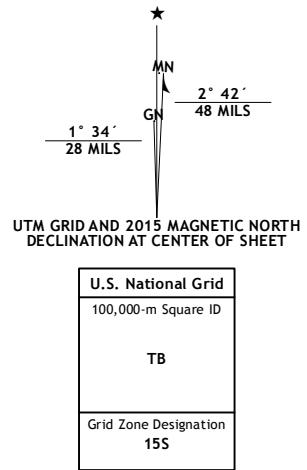 ★
MN
GN
2° 42´
48 MILS
1° 34´
28 MILS
UTM GRID AND 2015 MAGNETIC NORTH
DECLINATION AT CENTER OF SHEET
U.S. National Grid
100,000-m Square ID
TB
Grid Zone Designation
15S